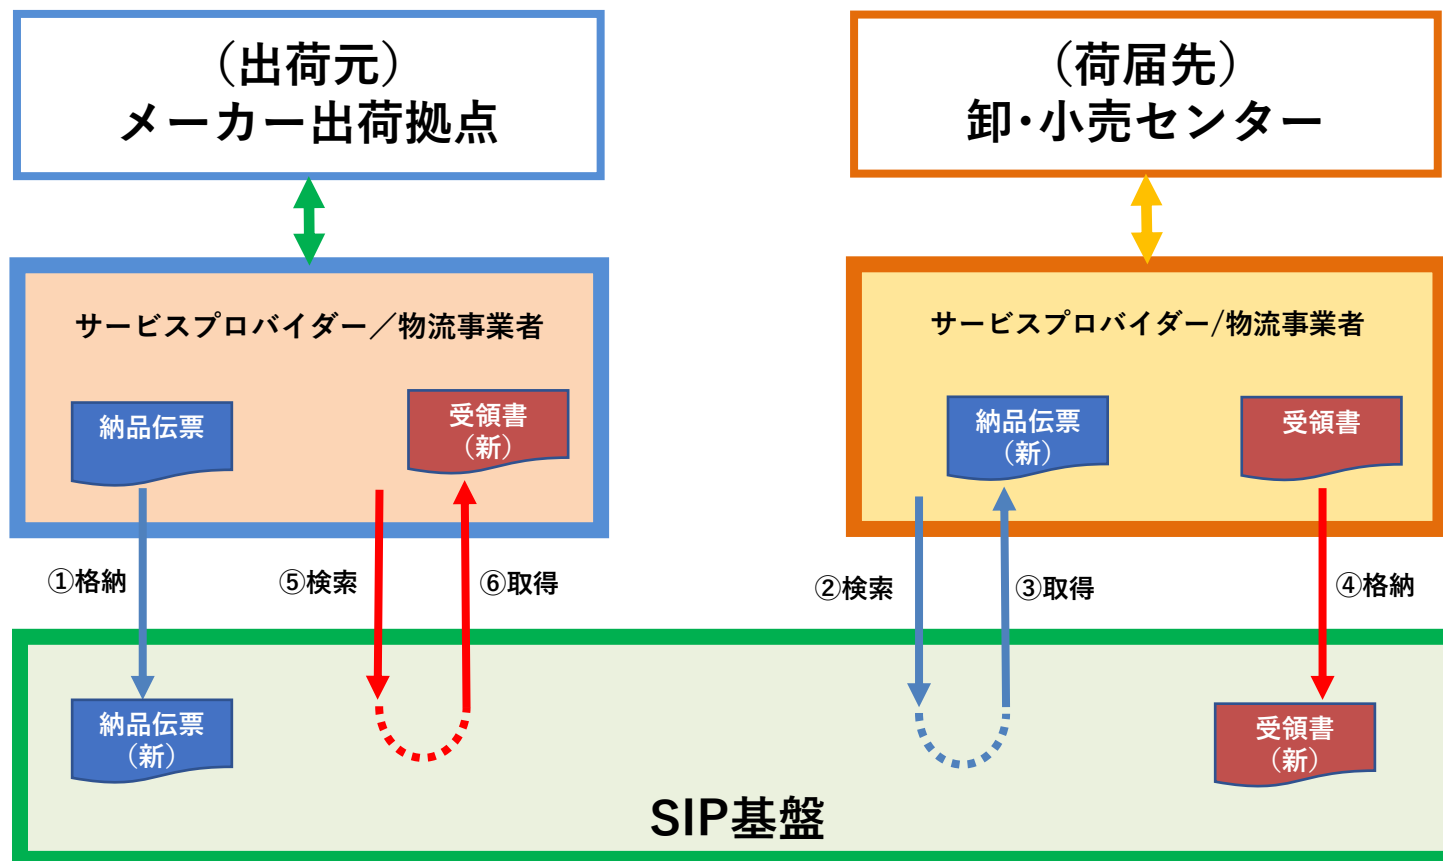 （出荷元）
メーカー出荷拠点
（荷届先）
卸･小売センター
サービスプロバイダー／物流事業者
納品伝票
受領書
（新）
サービスプロバイダー/物流事業者
納品伝票
（新）
受領書
①格納
⑤検索
⑥取得
②検索
③取得
④格納
納品伝票
（新）
受領書
（新）
SIP基盤